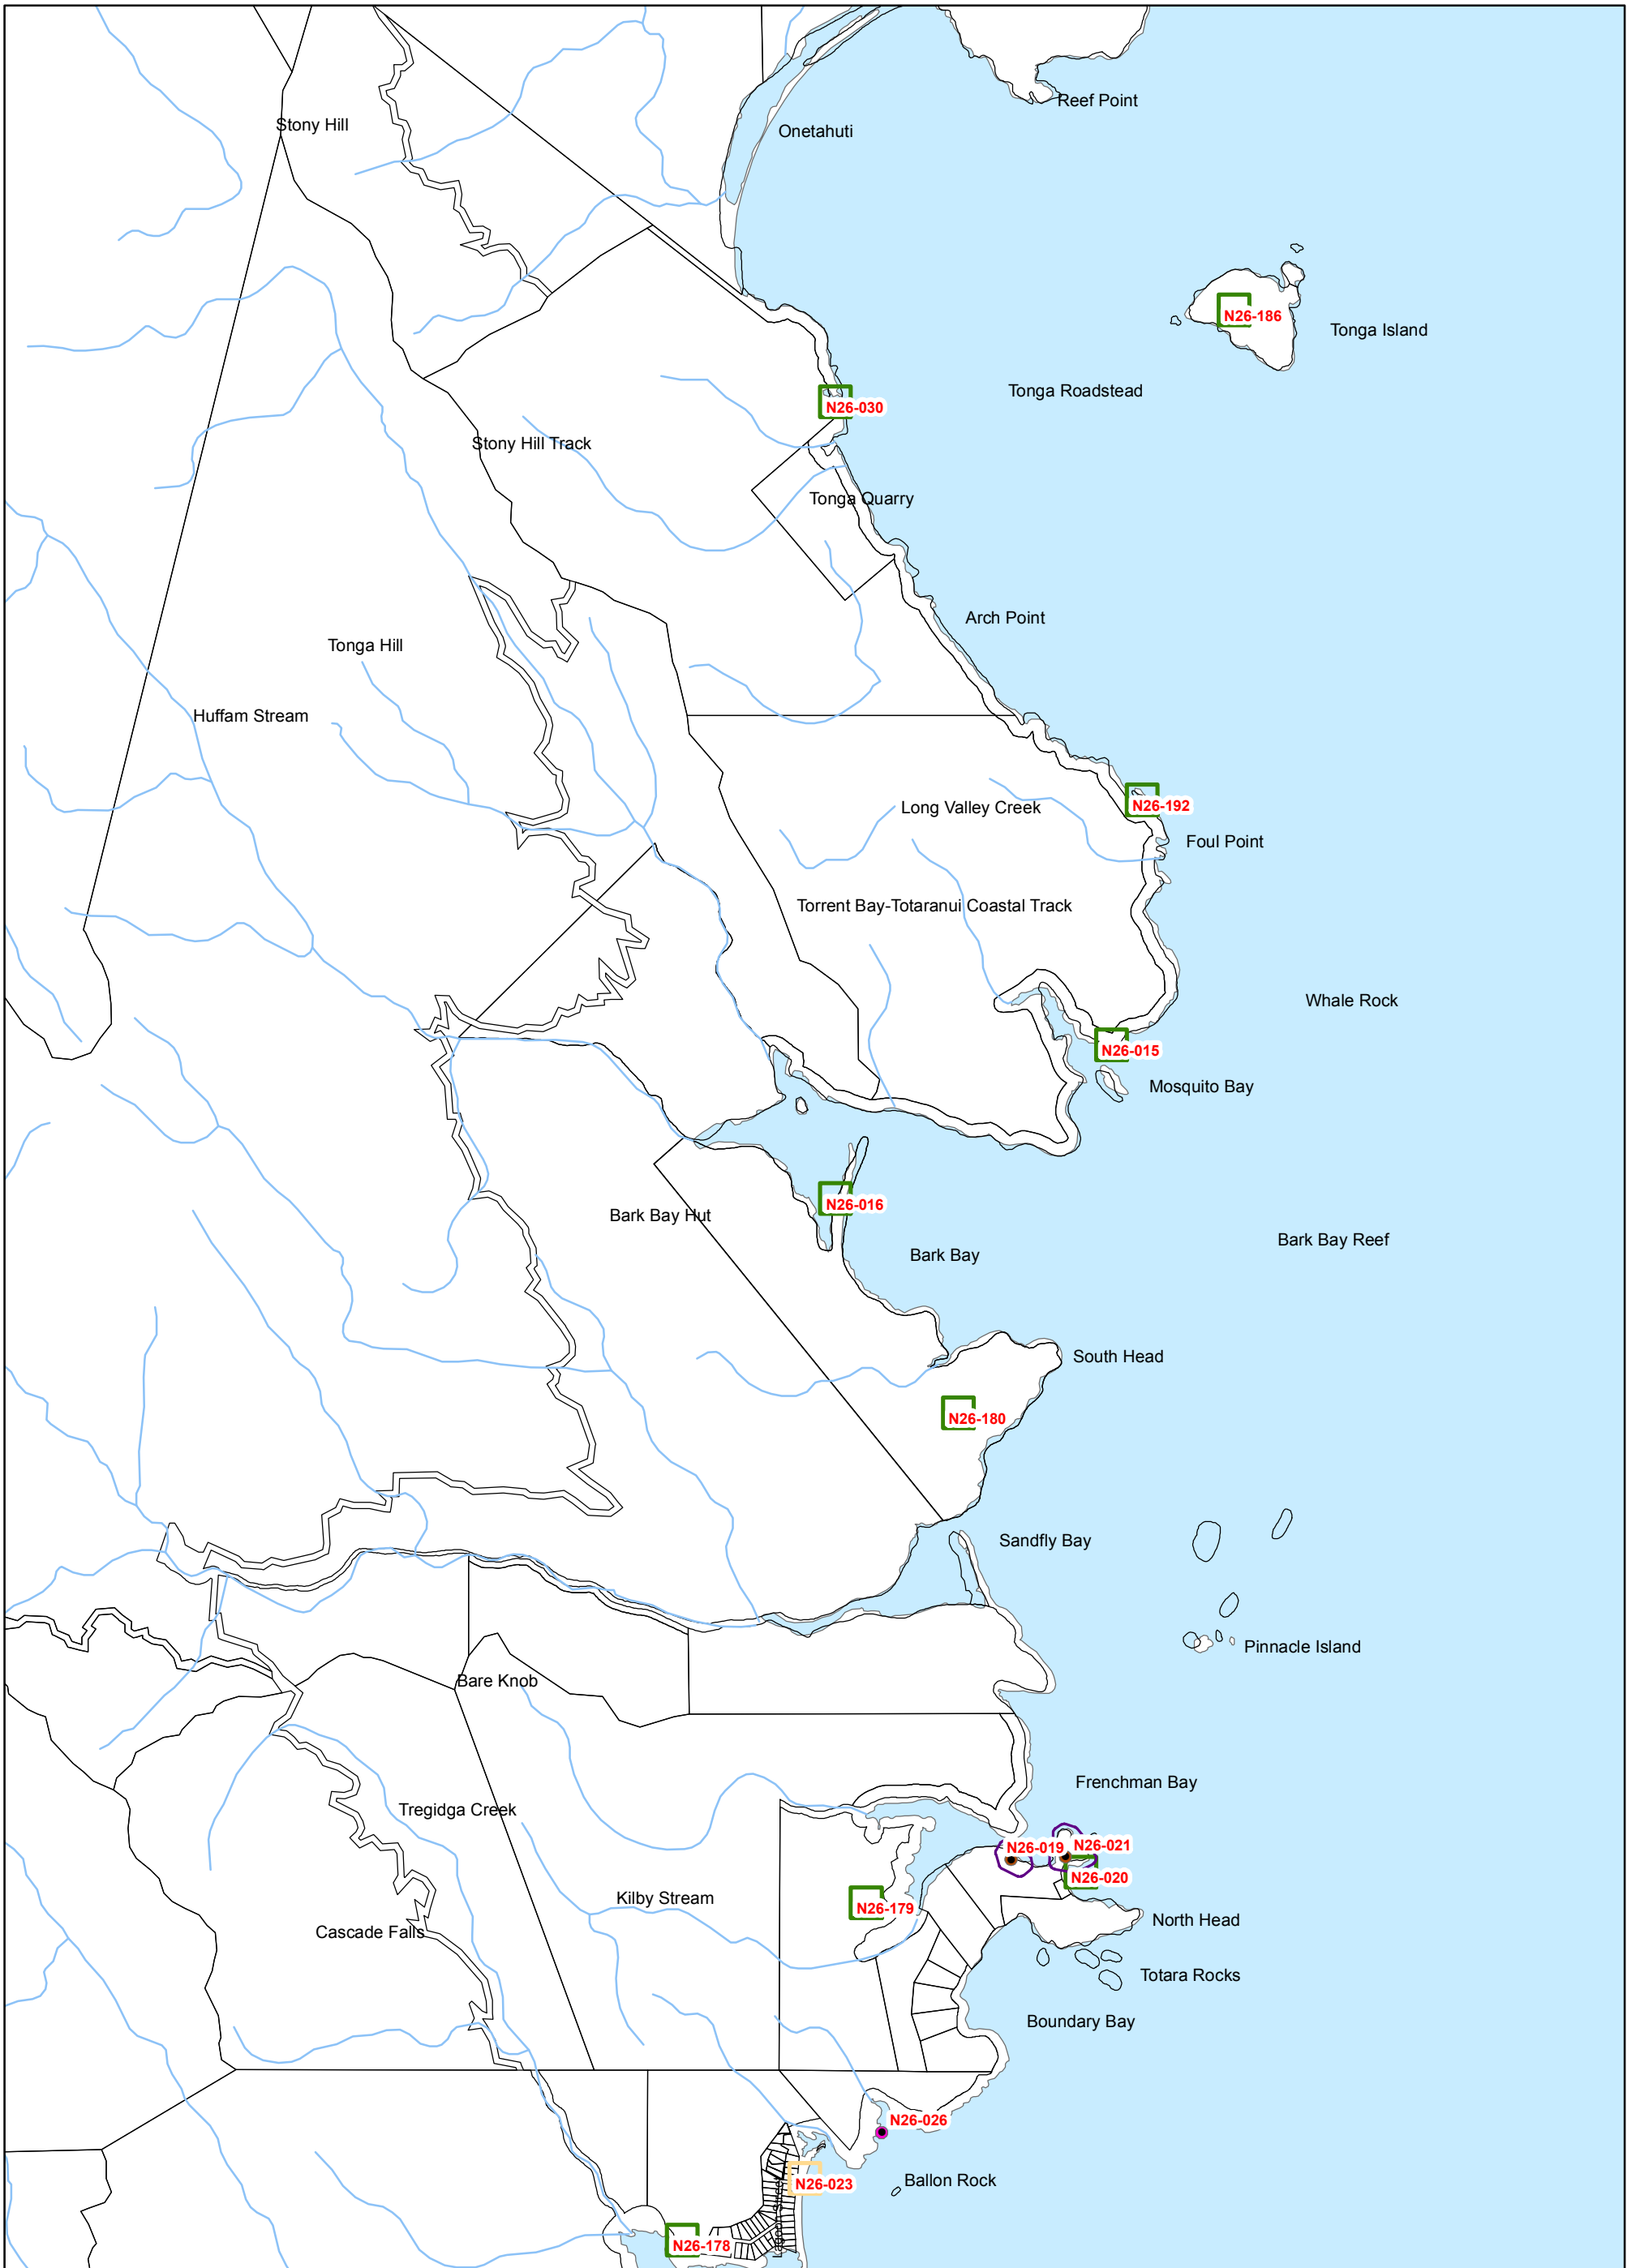 Reef Point
Stony Hill
Onetahuti
N26-186
Tonga Island
Tonga Roadstead
N26-030
Stony Hill Track
Tonga Quarry
Arch Point
Tonga Hill
Huffam Stream
N26-192
Long Valley Creek
Foul Point
Torrent Bay-Totaranui Coastal Track
Whale Rock
N26-015
Mosquito Bay
N26-016
Bark Bay Hut
Bark Bay Reef
Bark Bay
South Head
N26-180
Sandfly Bay
Pinnacle Island
Bare Knob
Frenchman Bay
Tregidga Creek
N26-019
N26-021
N26-020
Kilby Stream
N26-179
North Head
Cascade Falls
Totara Rocks
Boundary Bay
N26-026
Ballon Rock
N26-023
Lagoon Street
N26-178